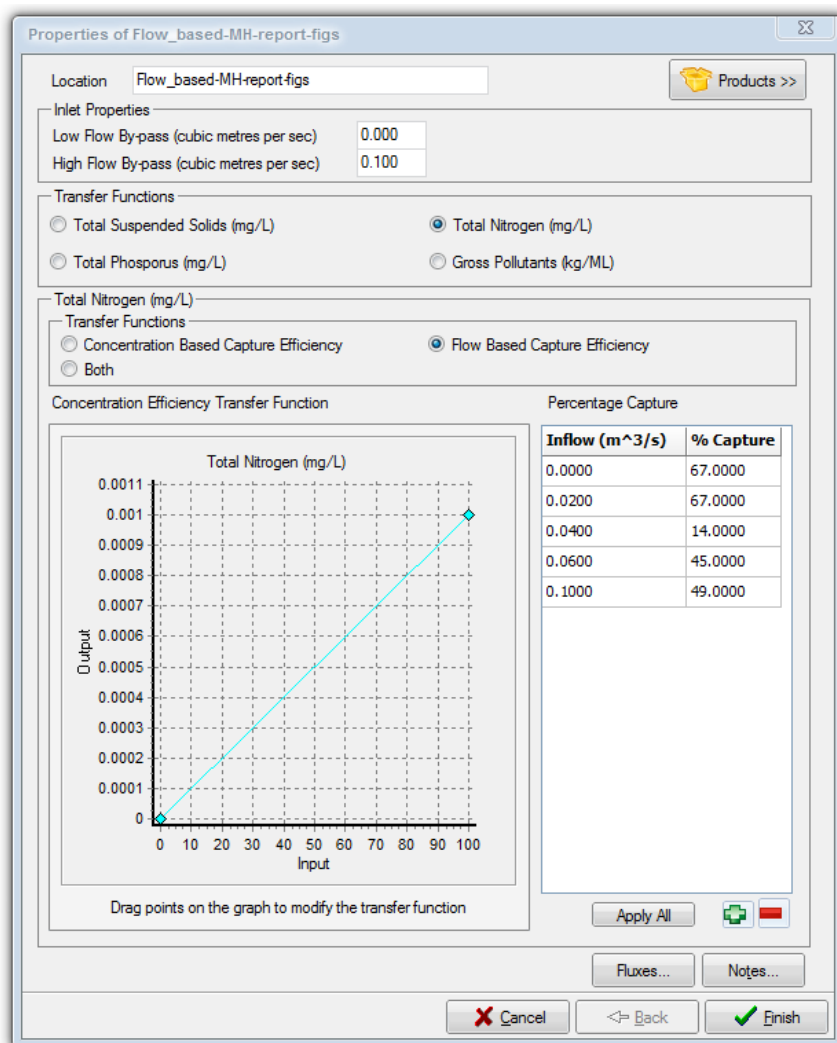 Properties of Flow_based-MH-report-figs
Location Flow_based-MH-report-figs Products >>
Inlet Properties
Low Flow By-pass (cubic metres per sec) 0.000
High Flow By-pass (cubic metres per sec) 0.100
Transfer Functions
Total Suspended Solids (mg/L) Total Nitrogen (mg/L)
Total Phosporus (mg/L) Gross Pollutants (kg/ML)
Total Nitrogen (mg/L)
Transfer Functions
Concentration Based Capture Efficiency Flow Based Capture Efficiency
Both
Concentration Efficiency Transfer Function Percentage Capture
Total Nitrogen (mg/L)
0.0011
0.001
0.0009
0.0008
0.0007
0.0006
0.0005
0.0004
0.0003
0.0002
0.0001
0
Output
0 10 20 30 40 50 60 70 80 90 100
Input
Drag points on the graph to modify the transfer function
Inflow (m^3/s) % Capture
0.0000 67.0000
0.0200 67.0000
0.0400 14.0000
0.0600 45.0000
0.1000 49.0000
Apply All
Fluxes... Notes...
Cancel Back Finish